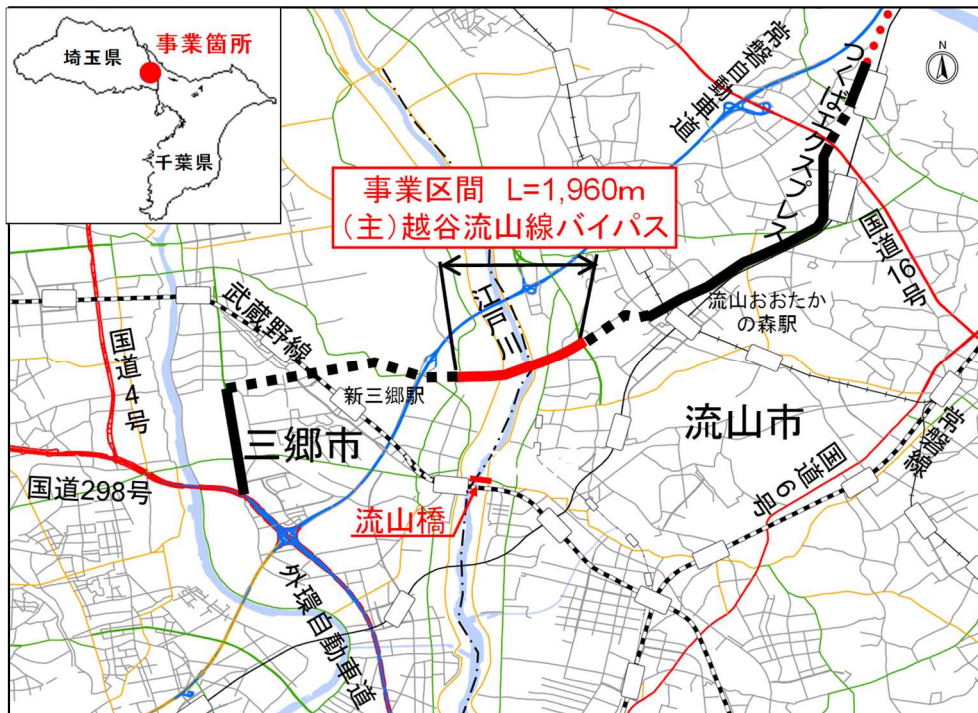 埼玉県
事業箇所
千葉県
N
常磐自動車道
つくばエクスプレス
事業区間 L=1,960m
(主)越谷流山線バイパス
国道16号
江戸川
武蔵野線
流山おおたか
の森駅
国道4号
新三郷駅
三郷市
流山市
常磐線
国道298号
国道6号
流山橋
外環自動車道